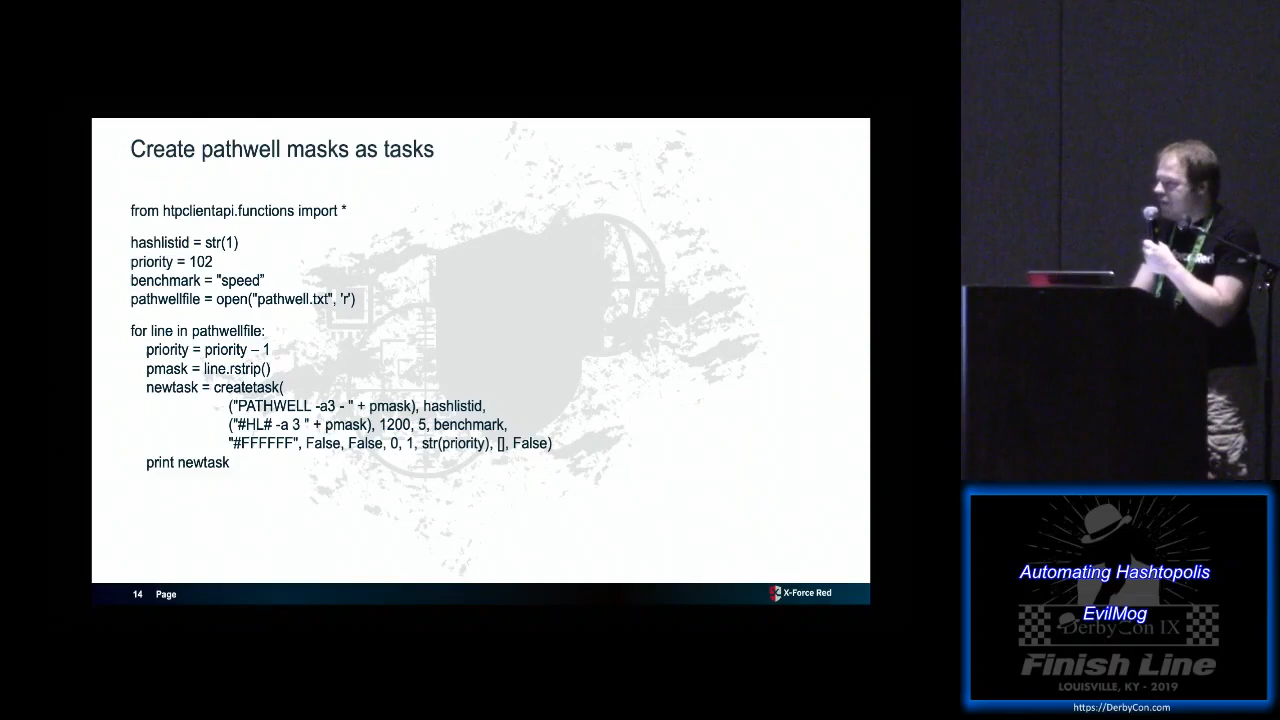 Create pathwell masks as tasks
from htpclientapi.functions import *
hashlistid = str(1)
priority = 102
benchmark = "speed”
pathwellfile = open("pathwell.txt", 'r')
for line in pathwellfile:
priority = priority – 1
pmask = line.rstrip()
newtask = createtask(
("PATHWELL -a3 - " + pmask), hashlistid,
("#HL# -a 3 " + pmask), 1200, 5, benchmark,
"#FFFFFF", False, False, 0, 1, str(priority), [], False)
print newtask
14 Page
X-Force Red
Automating Hashtopolis
EvilMog
DerbyCon IX
Finish Line
LOUISVILLE, KY - 2019
https://DerbyCon.com